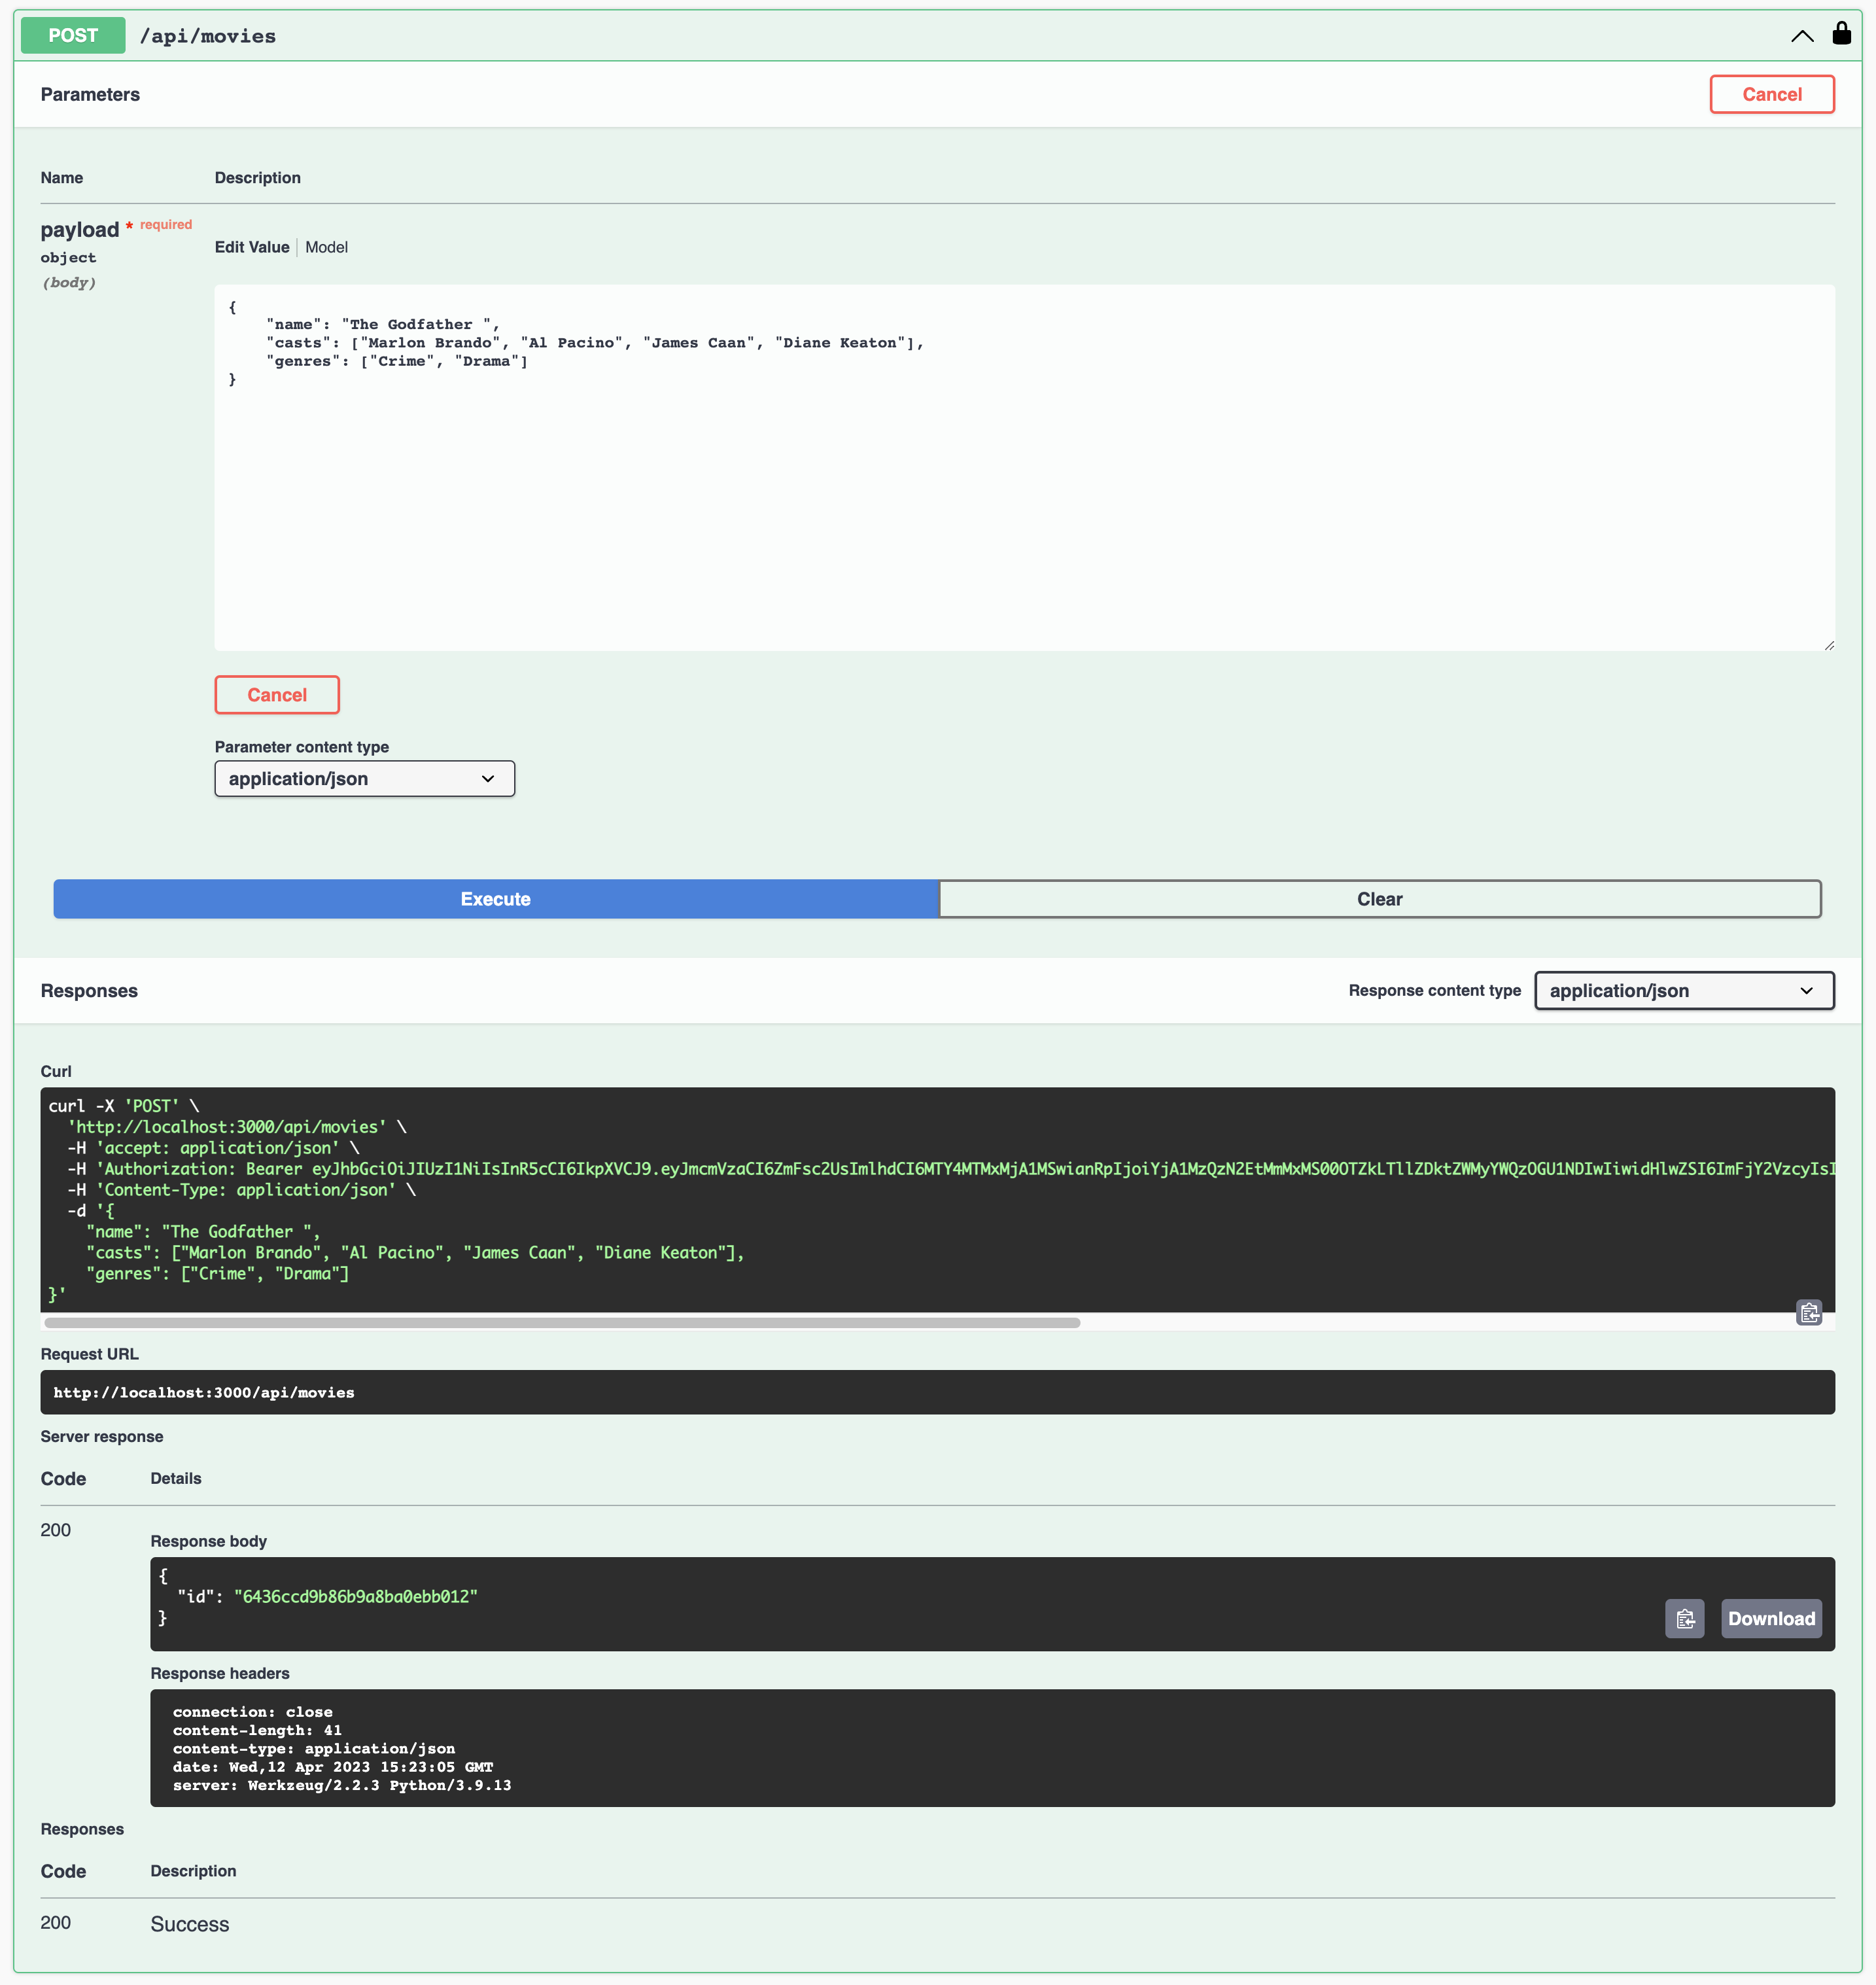 POST /api/movies
Parameters Cancel
Name Description
payload * required
object
(body)
Edit Value Model
{
    "name": "The Godfather ",
    "casts": ["Marlon Brando", "Al Pacino", "James Caan", "Diane Keaton"],
    "genres": ["Crime", "Drama"]
}
Cancel
Parameter content type
application/json
Execute Clear
Responses Response content type application/json
Curl
curl -X 'POST' \
  'http://localhost:3000/api/movies' \
  -H 'accept: application/json' \
  -H 'Authorization: Bearer eyJhbGciOiJIUzI1NiIsInR5cCI6IkpXVCJ9.eyJmcmVzaCI6ZmFsc2UsImlhdCI6MTY4MTMxMjA1MSwianRpIjoiYjA1MzQzN2EtMmMxMS00OTZkLTllZDktZWMyYWQzOGU1NDIwIiwidHlwZSI6ImFjY2VzcyIsI
  -H 'Content-Type: application/json' \
  -d '{
    "name": "The Godfather ",
    "casts": ["Marlon Brando", "Al Pacino", "James Caan", "Diane Keaton"],
    "genres": ["Crime", "Drama"]
}'
Request URL
http://localhost:3000/api/movies
Server response
Code Details
200
Response body
{
  "id": "6436ccd9b86b9a8ba0ebb012"
}
Download
Response headers
connection: close
content-length: 41
content-type: application/json
date: Wed,12 Apr 2023 15:23:05 GMT
server: Werkzeug/2.2.3 Python/3.9.13
Responses
Code Description
200 Success